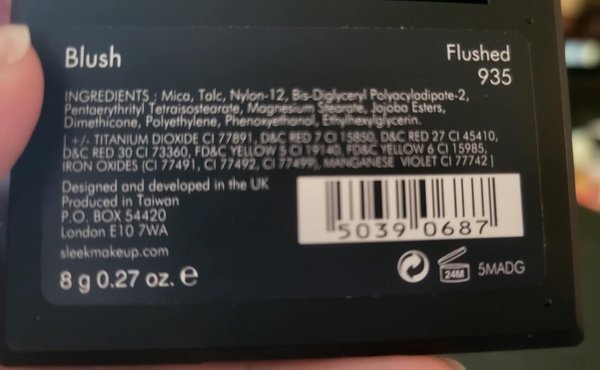 Blush
Flushed
935
INGREDIENTS : Mica, Talc, Nylon-12, Bis-Diglyceryl Polyacyladipate-2,
Pentaerythrityl Tetraisostearate, Magnesium Stearate, Jojoba Esters,
Dimethicone, Polyethylene, Phenoxyethanol, Ethylhexylglycerin.
[ +/- TITANIUM DIOXIDE CI 77891, D&C RED 7 CI 15850, D&C RED 27 CI 45410,
D&C RED 30 CI 73360, FD&C YELLOW 5 CI 19140, FD&C YELLOW 6 CI 15985,
IRON OXIDES (CI 77491, CI 77492, CI 77499), MANGANESE VIOLET CI 77742 ]
Designed and developed in the UK
Produced in Taiwan
P.O. BOX 54420
London E10 7WA
sleekmakeup.com
8 g 0.27 oz. e
5039 0687
24M
5MADG